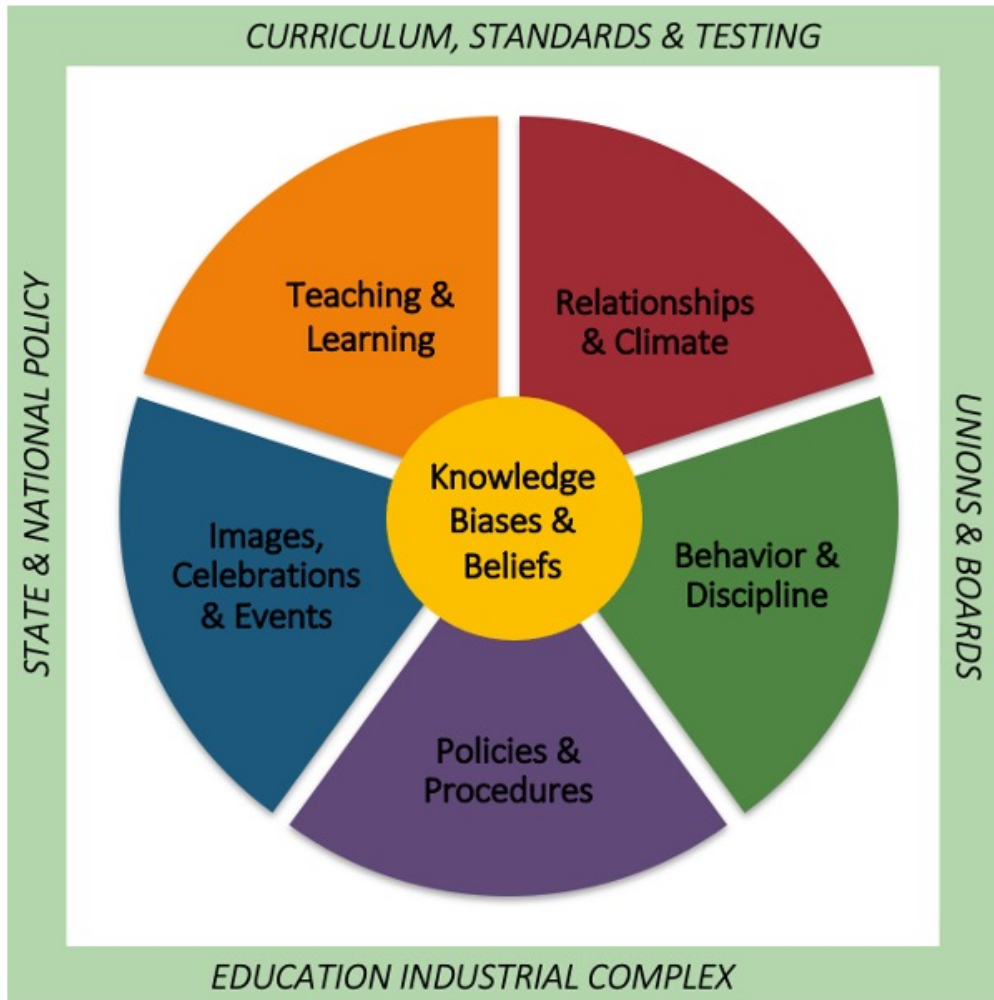 CURRICULUM, STANDARDS & TESTING
STATE & NATIONAL POLICY
Teaching &
Learning
Relationships
& Climate
Knowledge
Biases &
Beliefs
Images,
Celebrations
& Events
Behavior &
Discipline
Policies &
Procedures
UNIONS & BOARDS
EDUCATION INDUSTRIAL COMPLEX